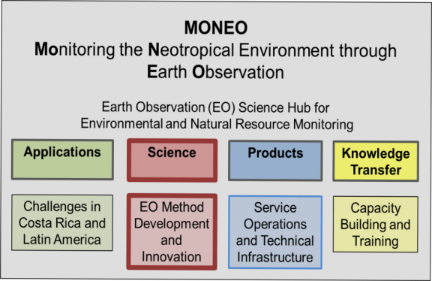 MONEO
Monitoring the Neotropical Environment through
Earth Observation
Earth Observation (EO) Science Hub for
Environmental and Natural Resource Monitoring
Applications
Science
Products
Knowledge
Transfer
Challenges in
Costa Rica and
Latin America
EO Method
Development
and
Innovation
Service
Operations
and Technical
Infrastructure
Capacity
Building and
Training